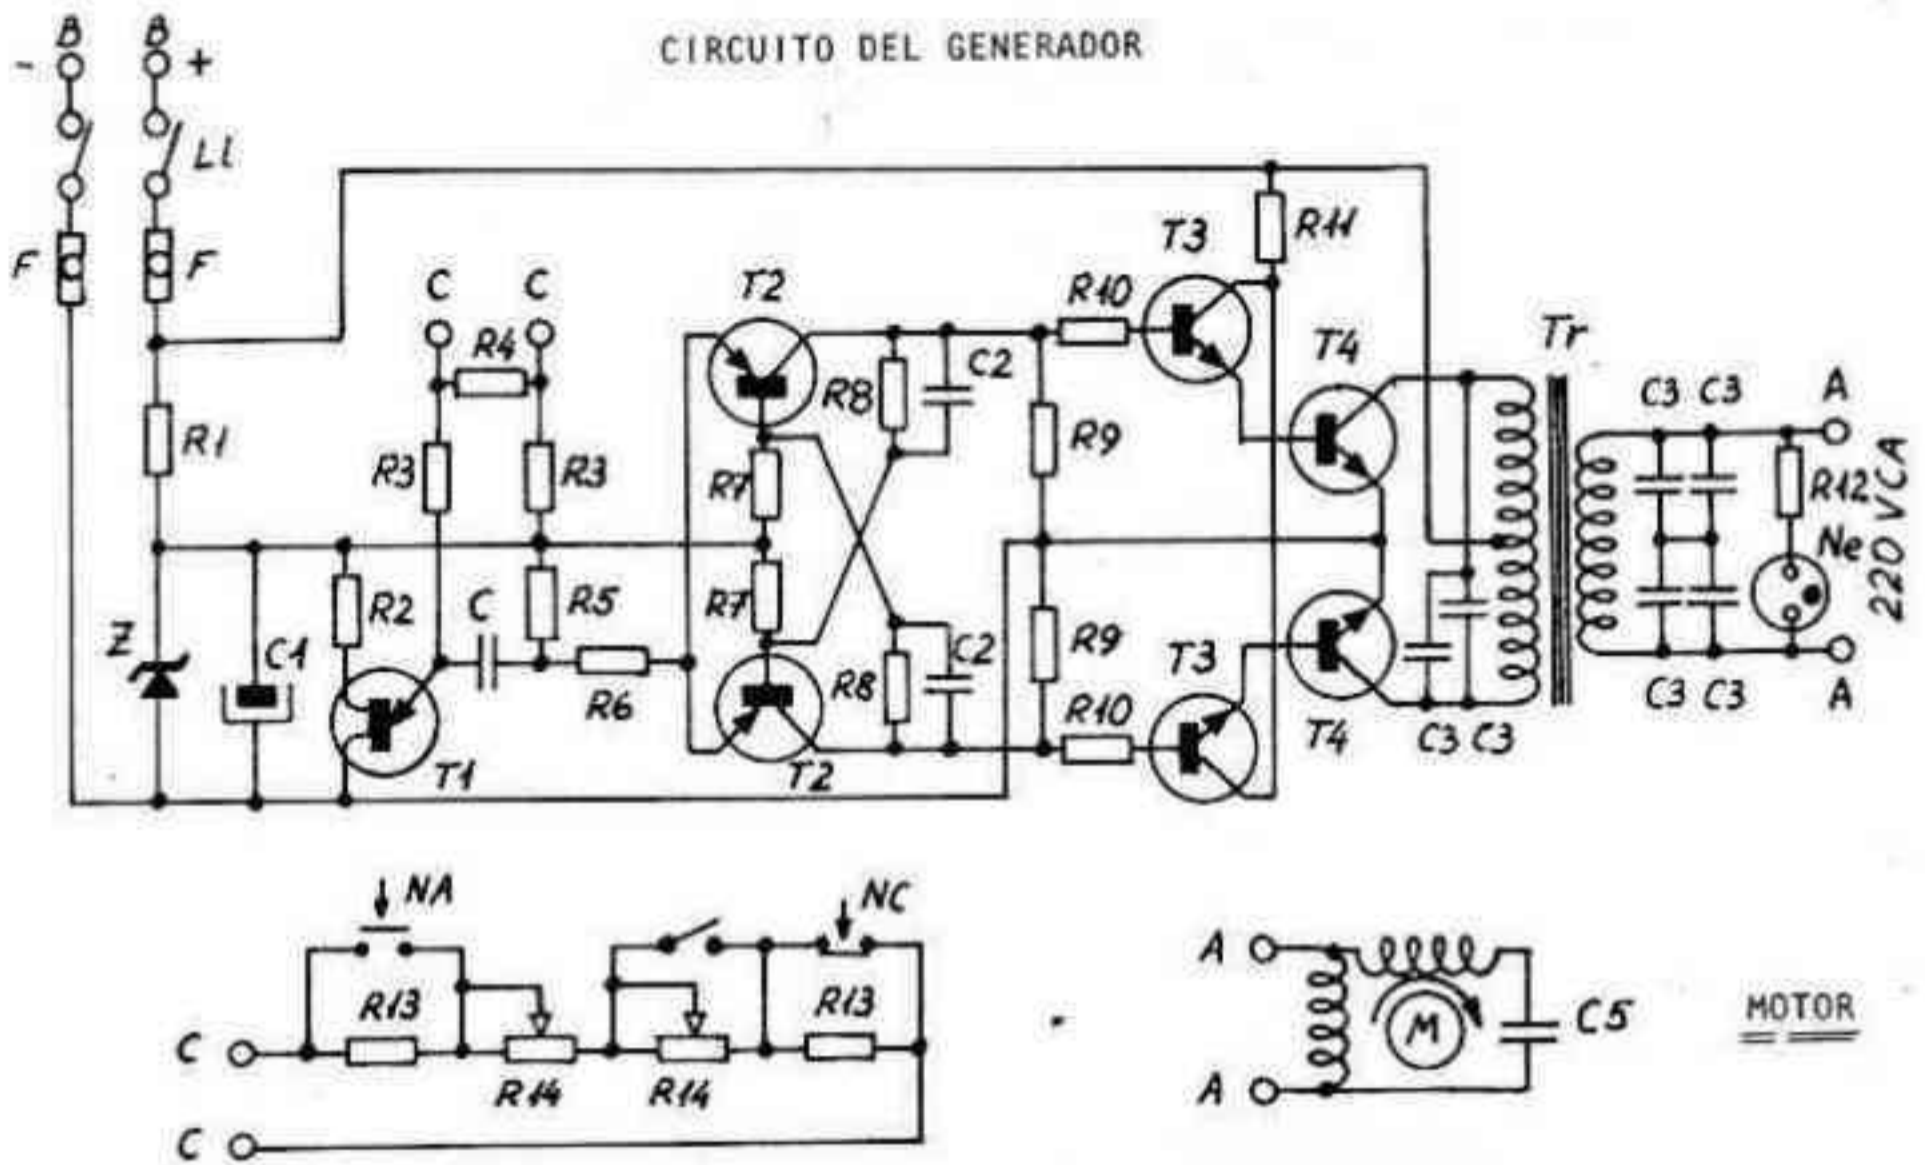 CIRCUITO DEL GENERADOR
B B
- +
Ll
F F
R11
T3
C C
T2
R10
R4
T4
Tr
C2
R8
C3 C3
A
R1
R3
R3
R7
R9
R12
220 VCA
Ne
R2
C
R5
R7
Z
C1
C2
R9
T3
R6
R8
R10
C3 C3
A
T1
T2
T4
C3 C3
NA
NC
R13
R13
C
R14
R14
C
A
M
C5
MOTOR
A